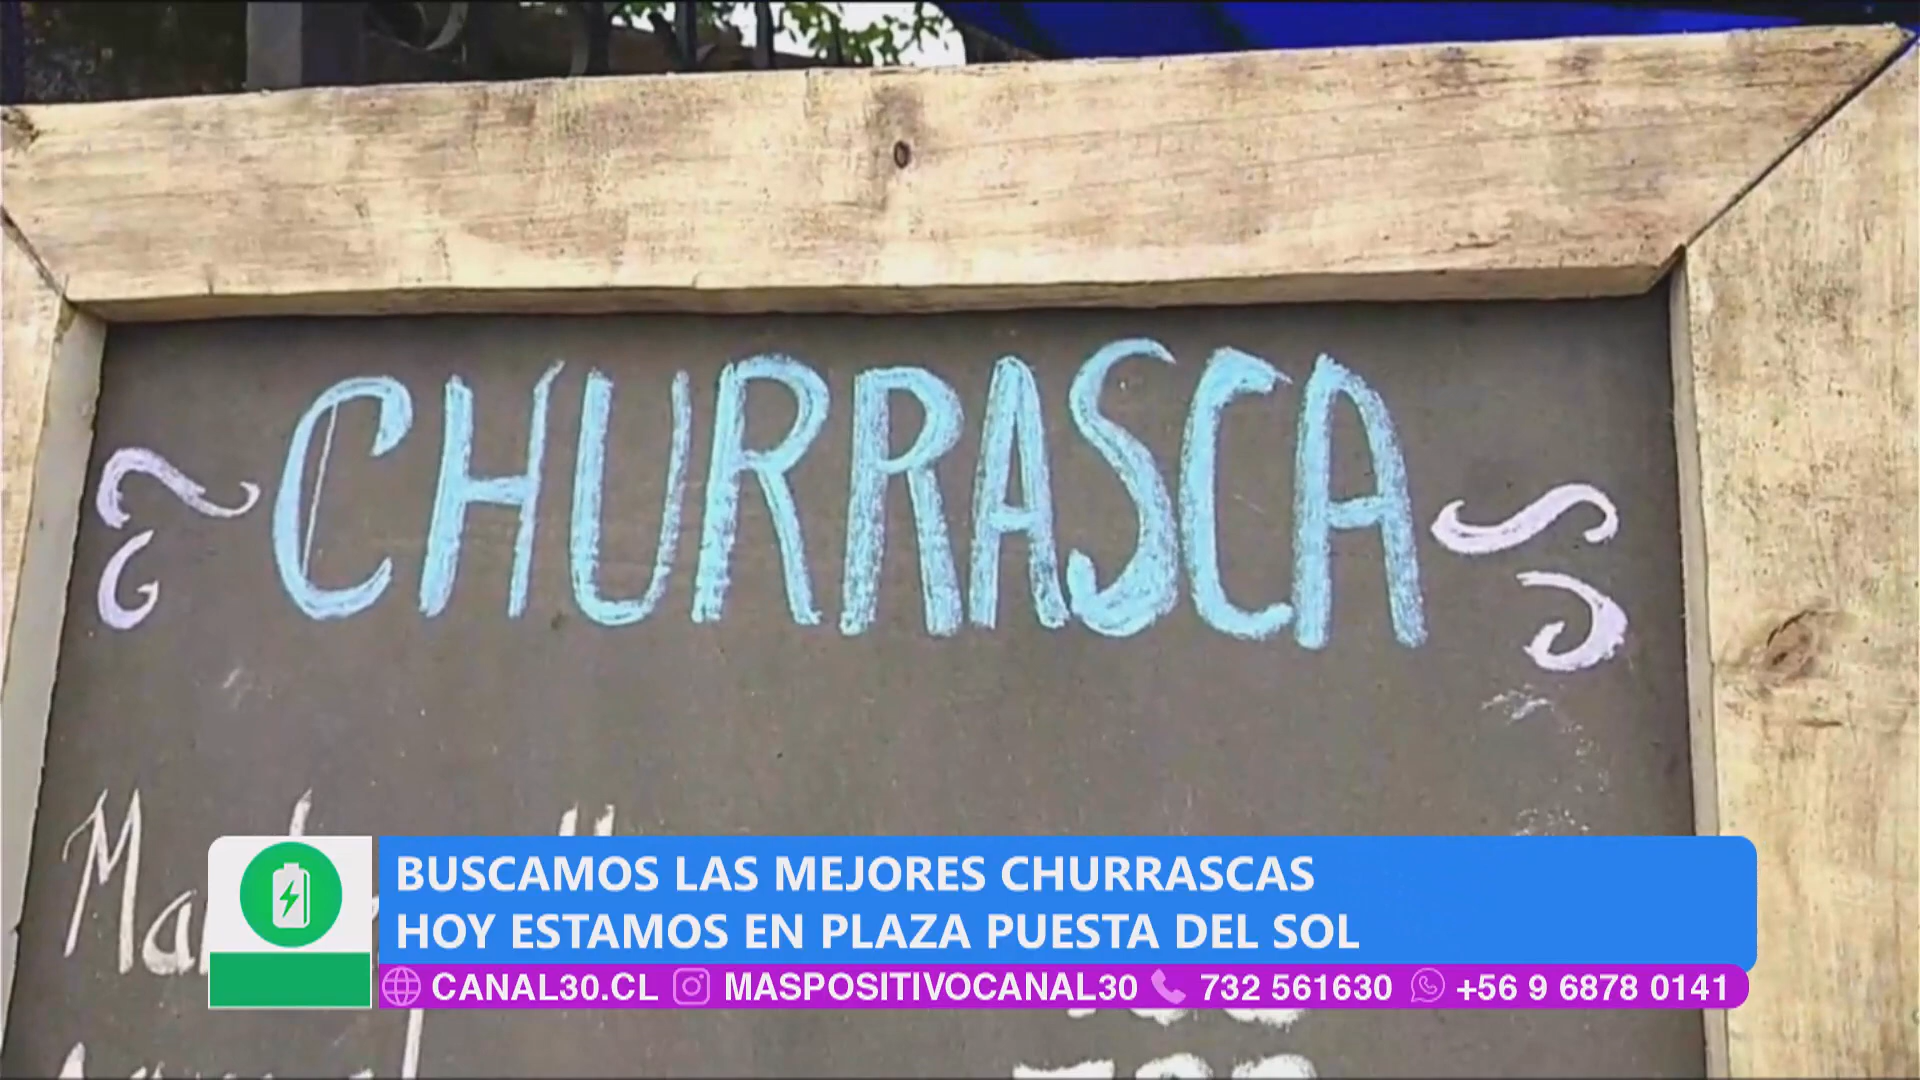 CHURRASCA
BUSCAMOS LAS MEJORES CHURRASCAS
HOY ESTAMOS EN PLAZA PUESTA DEL SOL
CANAL30.CL MASPOSITIVOCANAL30 732 561630 +56 9 6878 0141